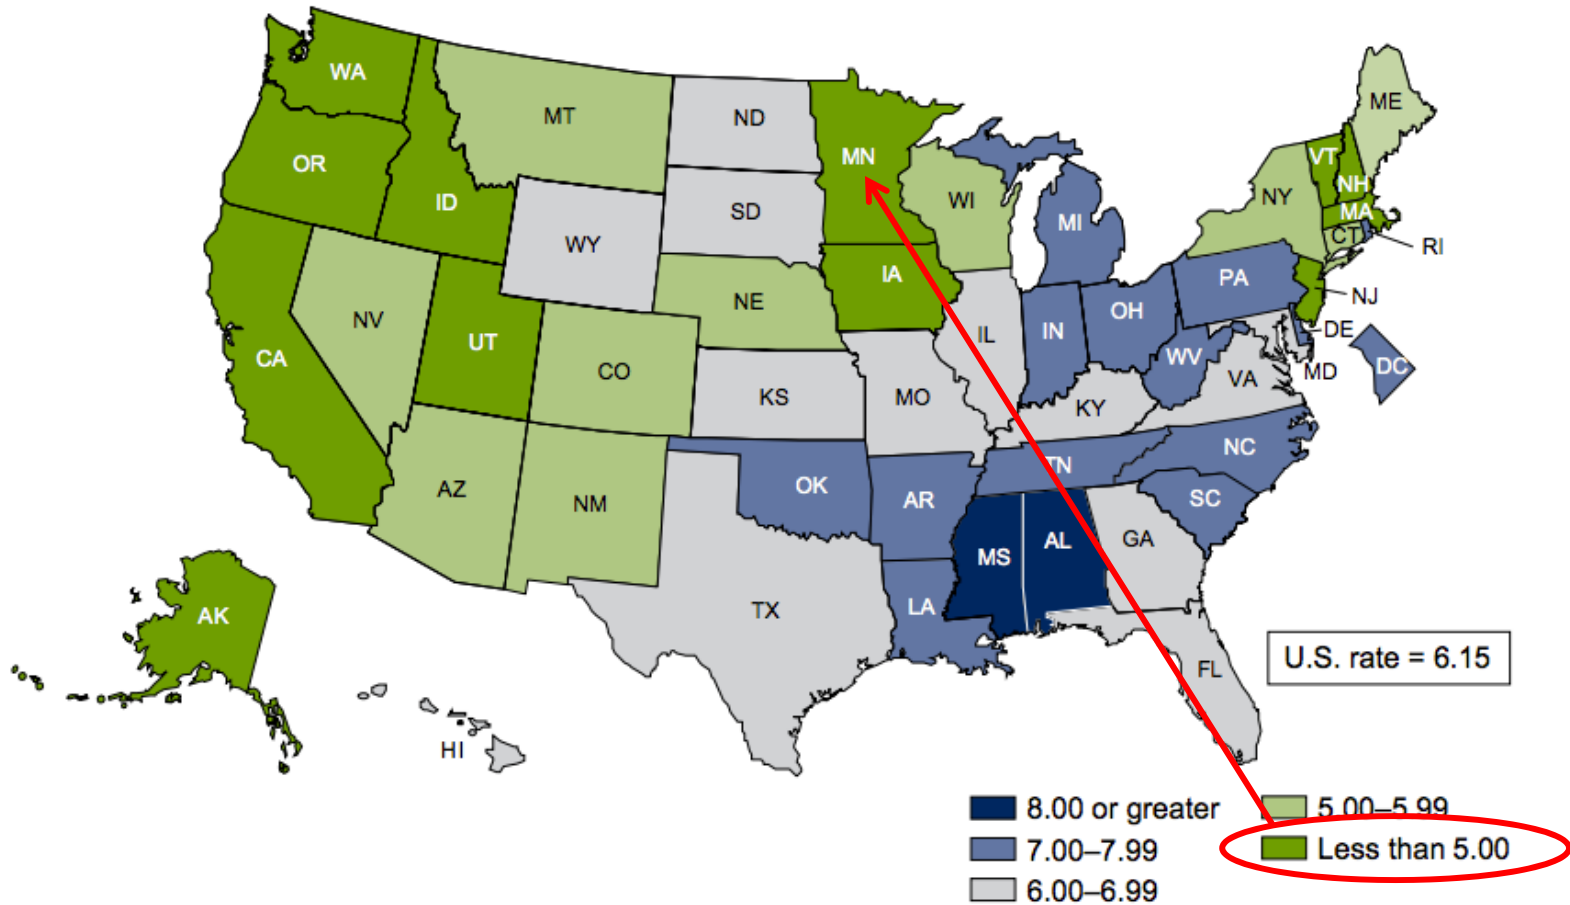 WA
MT
ND
MN
ME
OR
ID
SD
WI
MI
VT
NH
NY
MA
CT
RI
WY
IA
PA
NJ
NE
NV
UT
CO
IL
IN
OH
DE
MD
DC
WV
VA
CA
KS
MO
KY
AZ
NM
OK
AR
TN
NC
SC
MS
AL
GA
TX
LA
AK
FL
HI
U.S. rate = 6.15
8.00 or greater
7.00–7.99
6.00–6.99
5.00–5.99
Less than 5.00